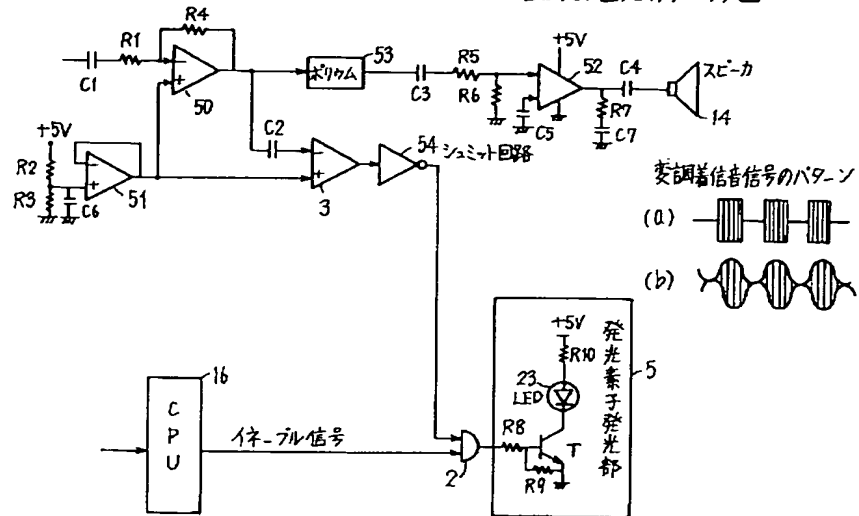 R4
R1
C1
50
53
ボリウム
C3
R5
R6
+5V
52
C4
スピーカ
C5
R7
C7
14
+5V
R2
R3
C6
51
C2
3
54
シュミット回路
変調着信音信号のパターン
(a)
(b)
16
CPU
イネーブル信号
2
+5V
R10
23
LED
R8
R9
T
発光素子発光部
5